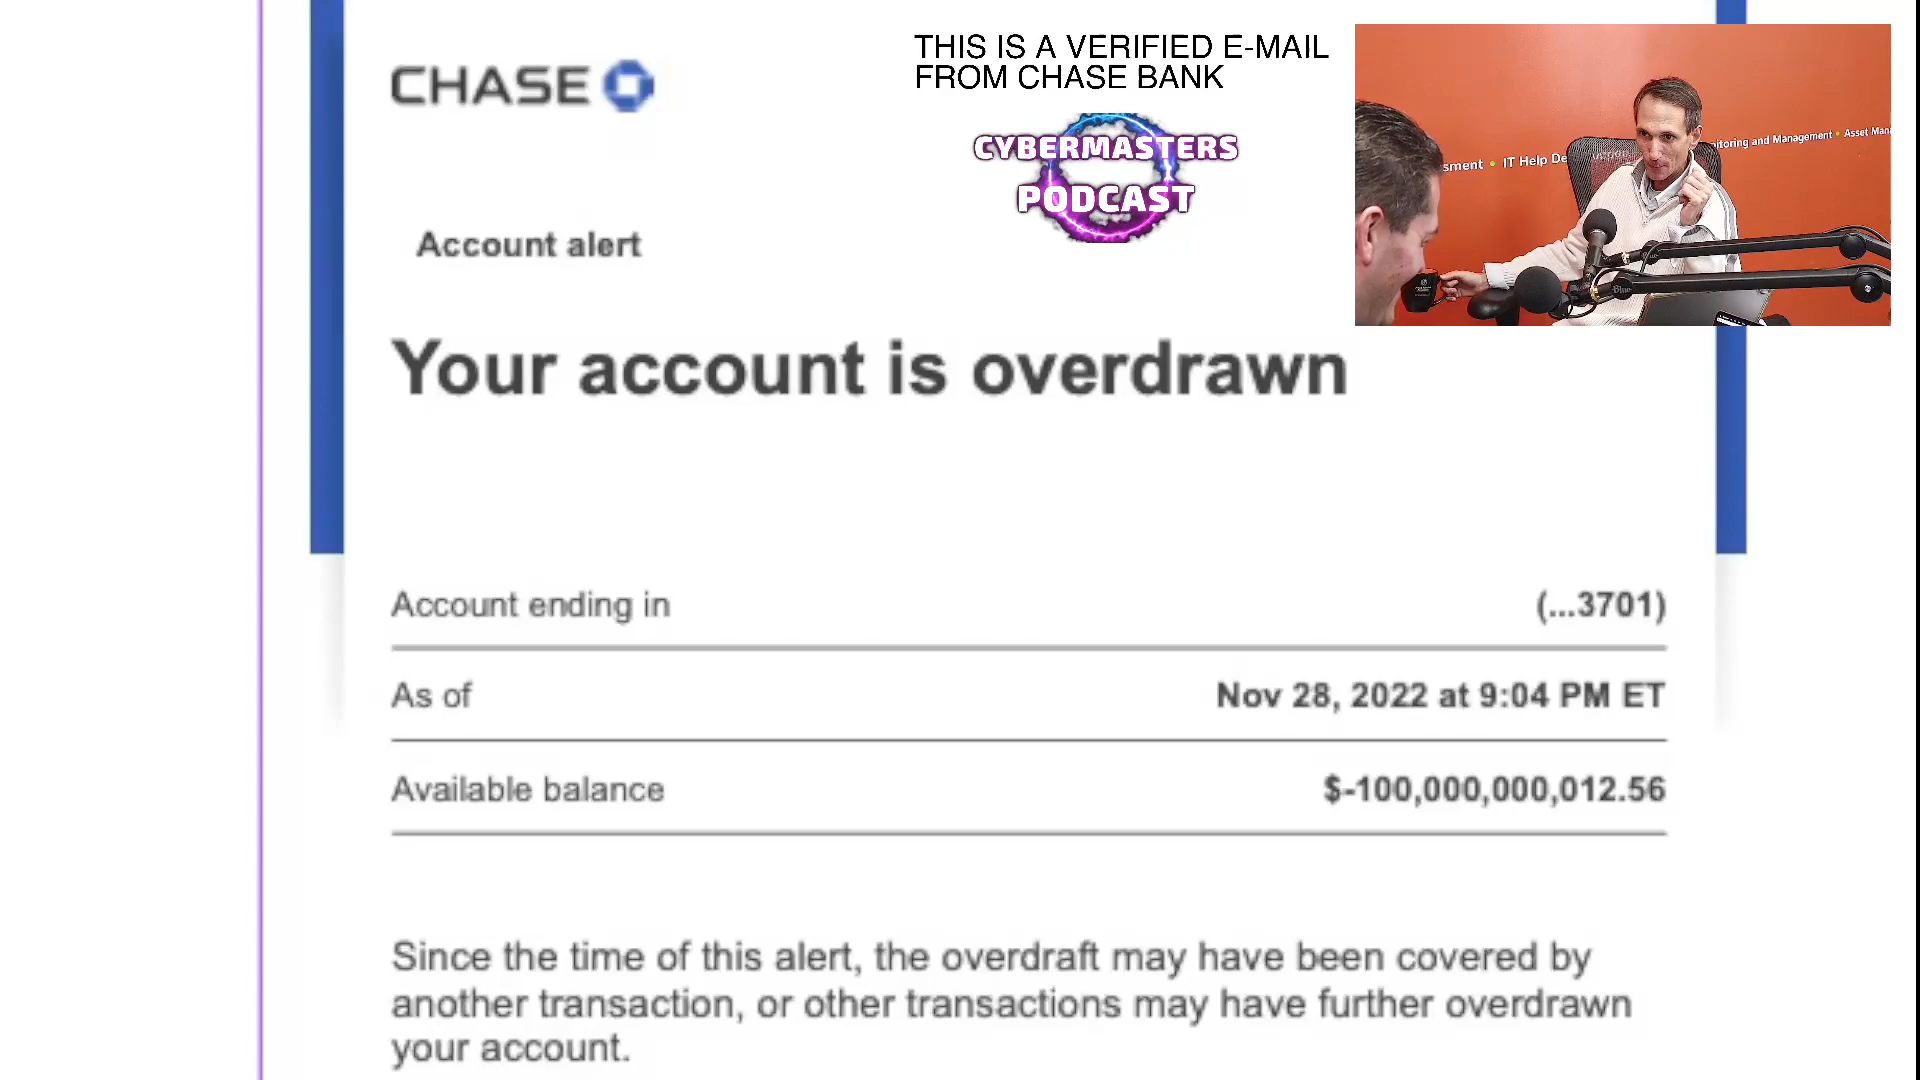 CHASE
THIS IS A VERIFIED E-MAIL
FROM CHASE BANK
CYBERMASTERS
PODCAST
sment • IT Help De
itoring and Management • Asset Mana
Account alert
Your account is overdrawn
Account ending in (...3701)
As of Nov 28, 2022 at 9:04 PM ET
Available balance $-100,000,000,012.56
Since the time of this alert, the overdraft may have been covered by
another transaction, or other transactions may have further overdrawn
your account.